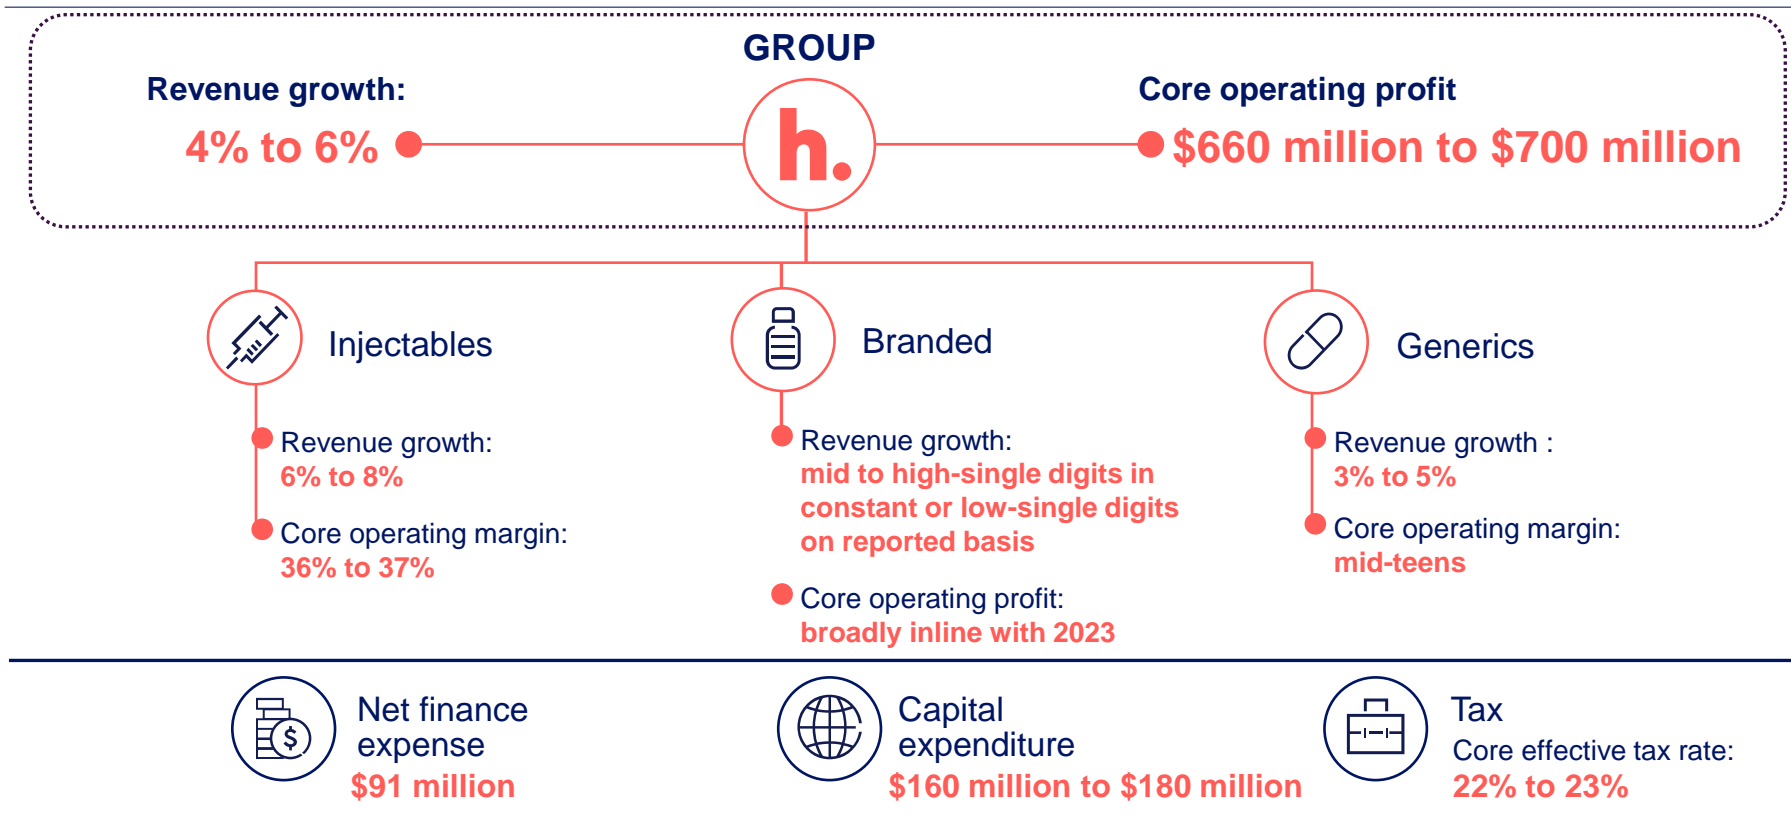 GROUP
Revenue growth:
4% to 6%
h.
Core operating profit
$660 million to $700 million
Injectables
Revenue growth:
6% to 8%
Core operating margin:
36% to 37%
Branded
Revenue growth:
mid to high-single digits in
constant or low-single digits
on reported basis
Core operating profit:
broadly inline with 2023
Generics
Revenue growth :
3% to 5%
Core operating margin:
mid-teens
Net finance
expense
$91 million
$
Capital
expenditure
$160 million to $180 million
Tax
Core effective tax rate:
22% to 23%